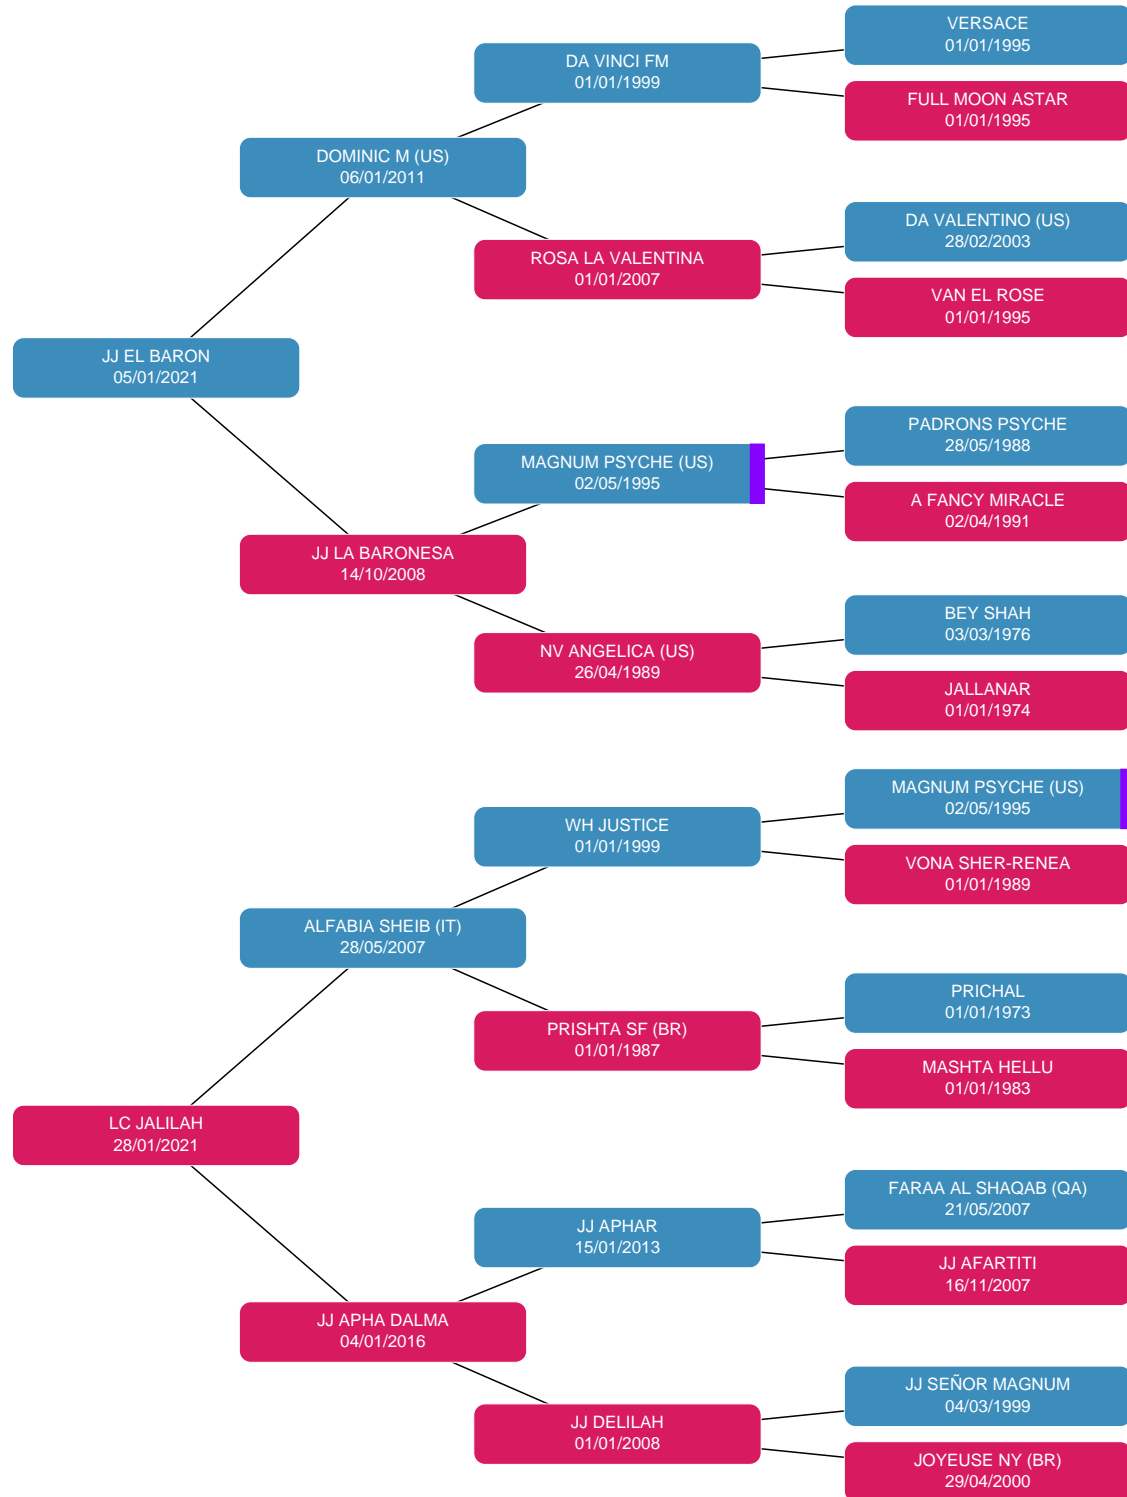 VERSACE
01/01/1995
DA VINCI FM
01/01/1999
FULL MOON ASTAR
01/01/1995
DOMINIC M (US)
06/01/2011
DA VALENTINO (US)
28/02/2003
ROSA LA VALENTINA
01/01/2007
VAN EL ROSE
01/01/1995
JJ EL BARON
05/01/2021
PADRONS PSYCHE
28/05/1988
MAGNUM PSYCHE (US)
02/05/1995
A FANCY MIRACLE
02/04/1991
JJ LA BARONESA
14/10/2008
BEY SHAH
03/03/1976
NV ANGELICA (US)
26/04/1989
JALLANAR
01/01/1974
MAGNUM PSYCHE (US)
02/05/1995
WH JUSTICE
01/01/1999
VONA SHER-RENEA
01/01/1989
ALFABIA SHEIB (IT)
28/05/2007
PRICHAL
01/01/1973
PRISHTA SF (BR)
01/01/1987
MASHTA HELLU
01/01/1983
LC JALILAH
28/01/2021
FARAA AL SHAQAB (QA)
21/05/2007
JJ APHAR
15/01/2013
JJ AFARTITI
16/11/2007
JJ APHA DALMA
04/01/2016
JJ SEÑOR MAGNUM
04/03/1999
JJ DELILAH
01/01/2008
JOYEUSE NY (BR)
29/04/2000